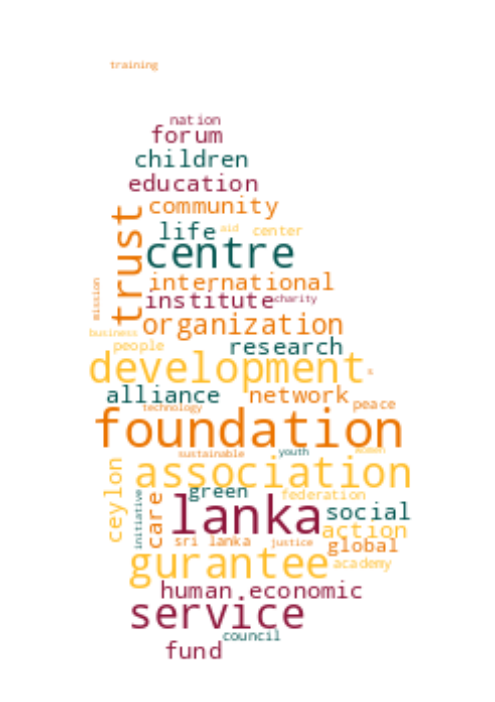 training
nation
forum
children
education
community
trust
life aid center
centre
international
mission
institute charity
organization
business
people research
development &
alliance network
technology peace
foundation
sustainable youth women
association
ceylon
green federation
initiative
care
lanka social
action
sri lanka justice global
gurantee academy
human economic
service
council
fund